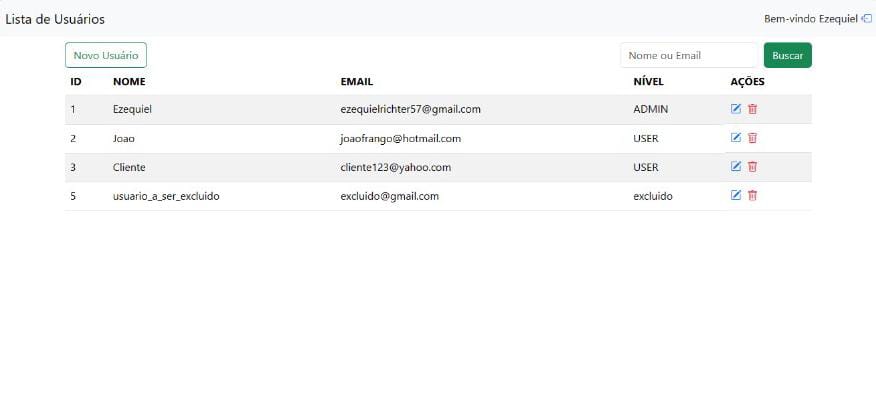 Lista de Usuários Bem-vindo Ezequiel
Novo Usuário Nome ou Email Buscar
ID NOME EMAIL NÍVEL AÇÕES
1 Ezequiel ezequielrichter57@gmail.com ADMIN
2 Joao joaofrango@hotmail.com USER
3 Cliente cliente123@yahoo.com USER
5 usuario_a_ser_excluido excluido@gmail.com excluido